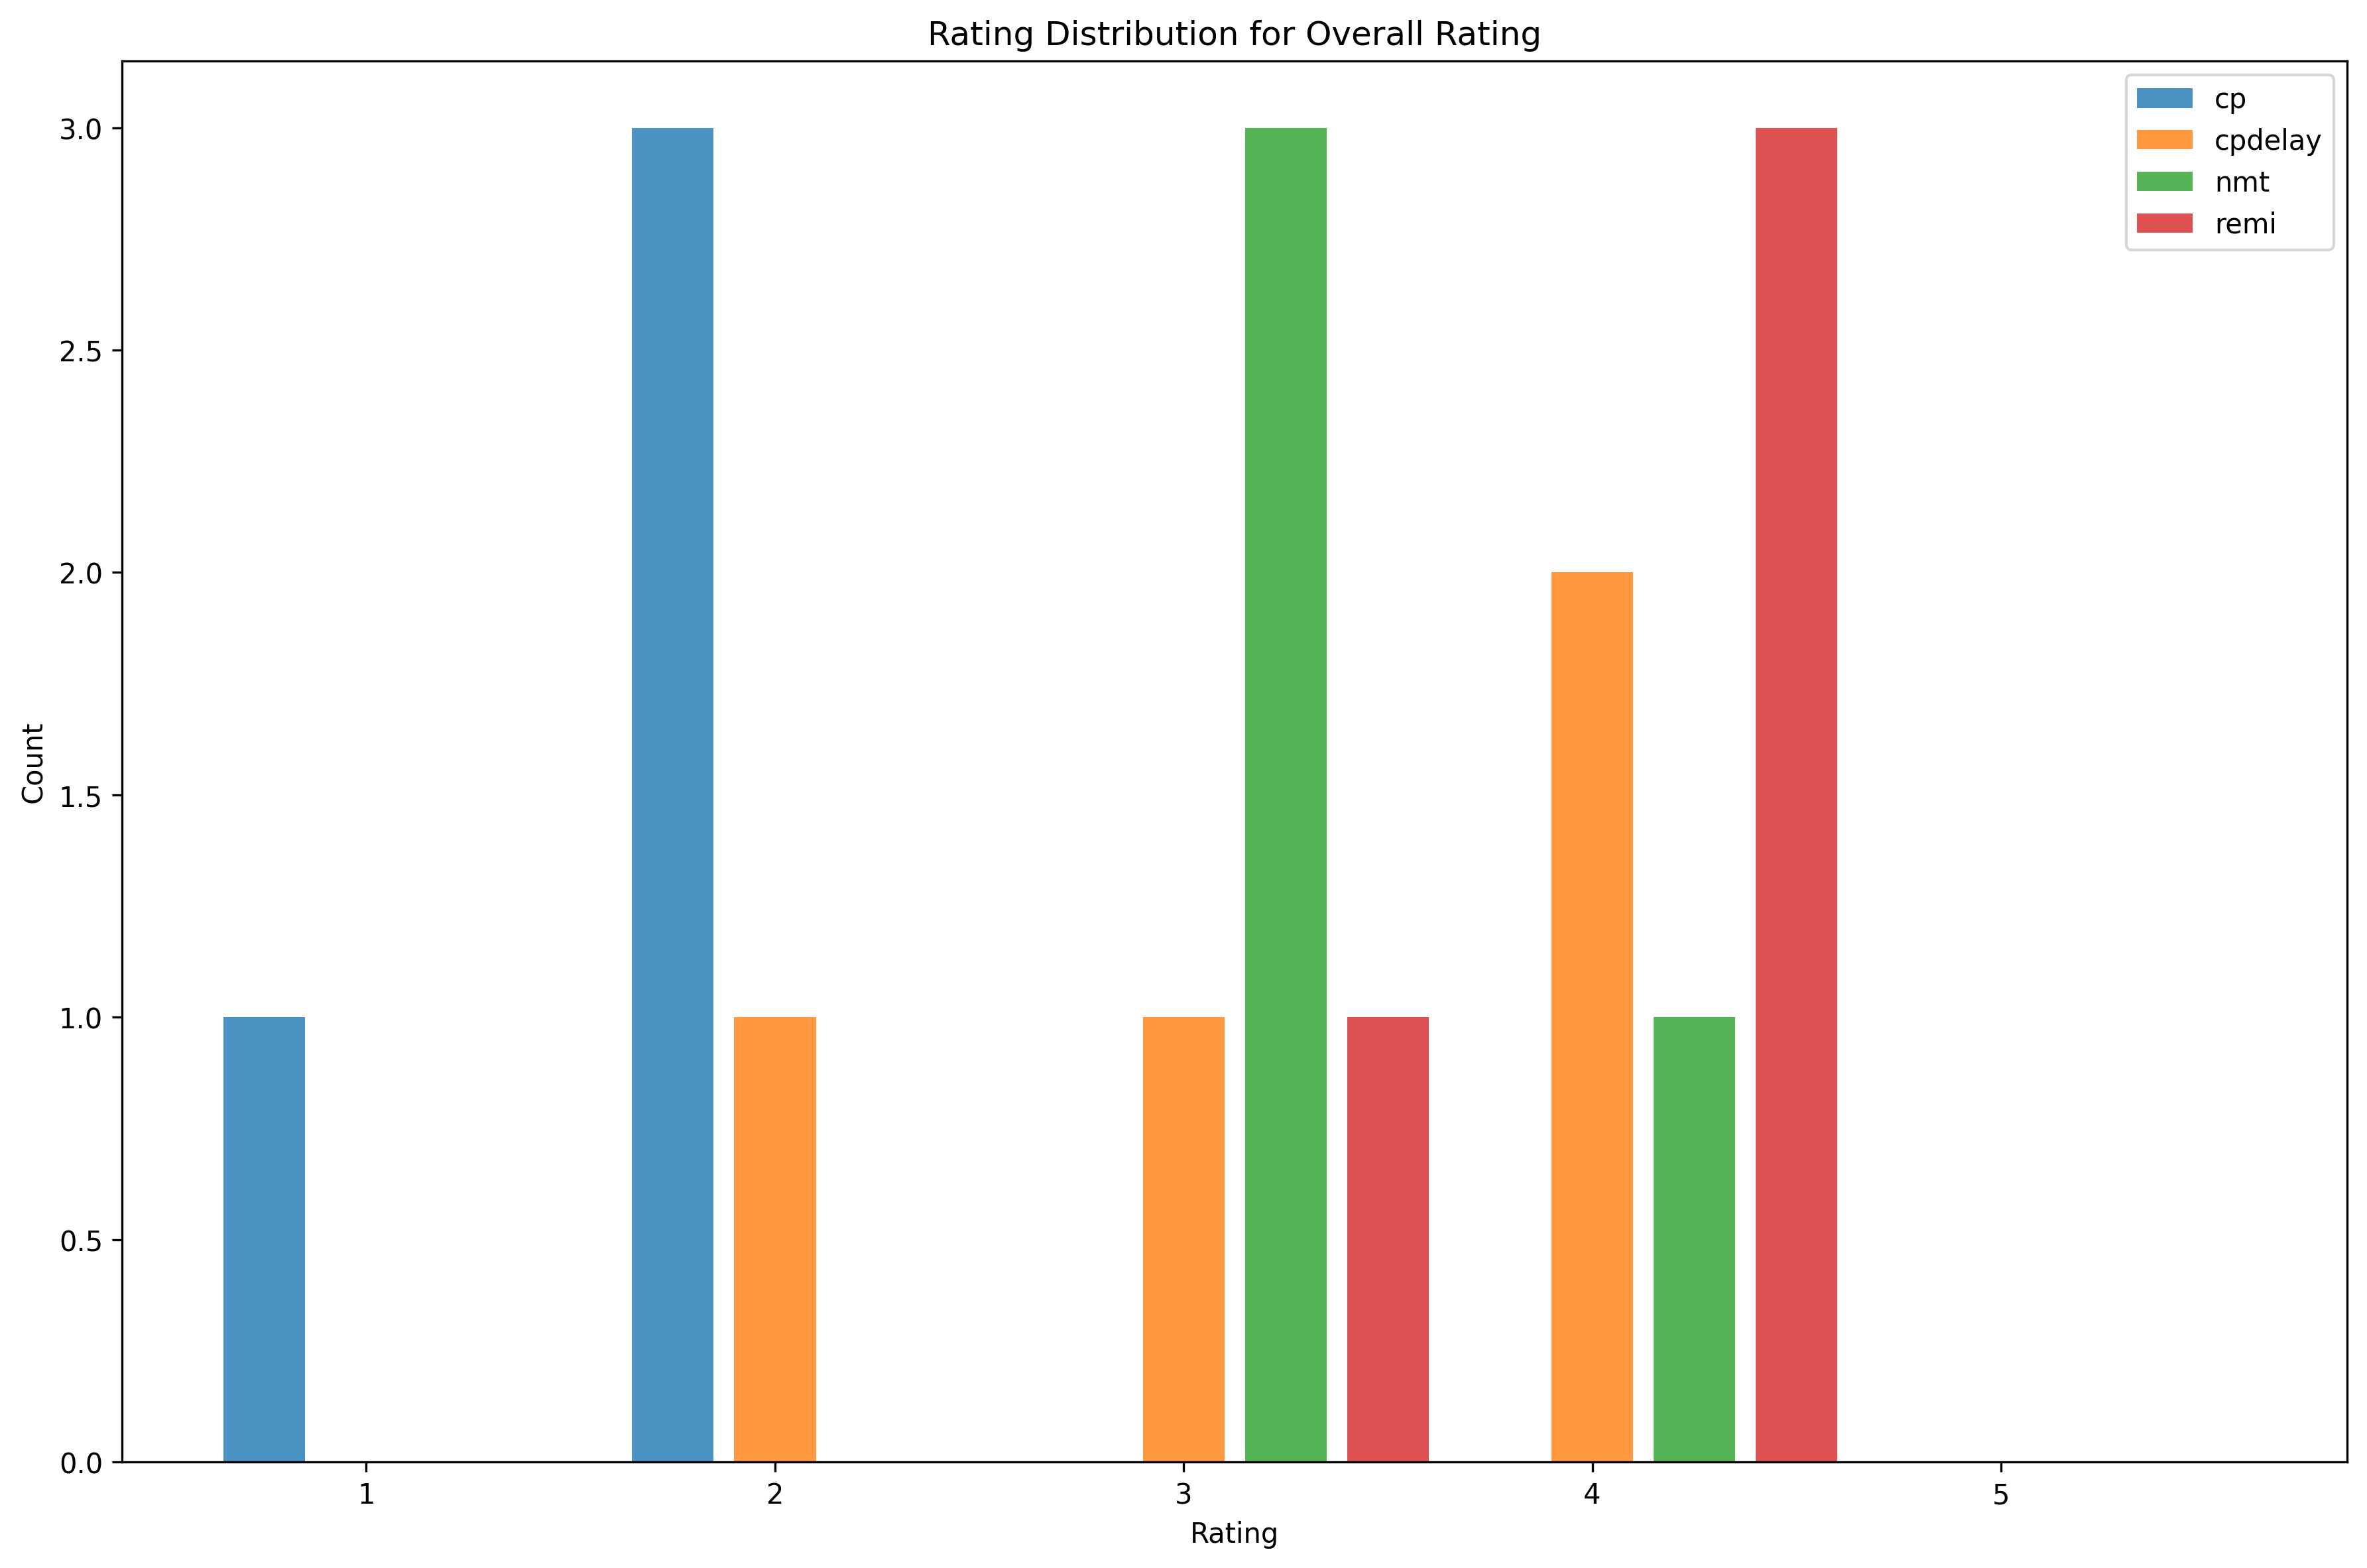 Rating Distribution for Overall Rating
cp
cpdelay
nmt
remi
3.0
2.5
2.0
1.5
1.0
0.5
0.0
Count
1 2 3 4 5
Rating